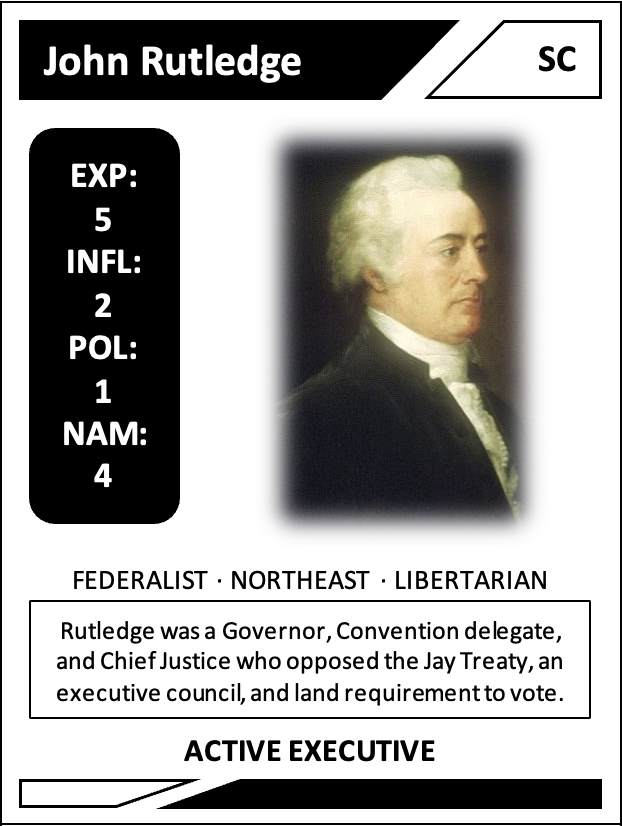 John Rutledge
SC
EXP:
5
INFL:
2
POL:
1
NAM:
4
FEDERALIST · NORTHEAST · LIBERTARIAN
Rutledge was a Governor, Convention delegate,
and Chief Justice who opposed the Jay Treaty, an
executive council, and land requirement to vote.
ACTIVE EXECUTIVE